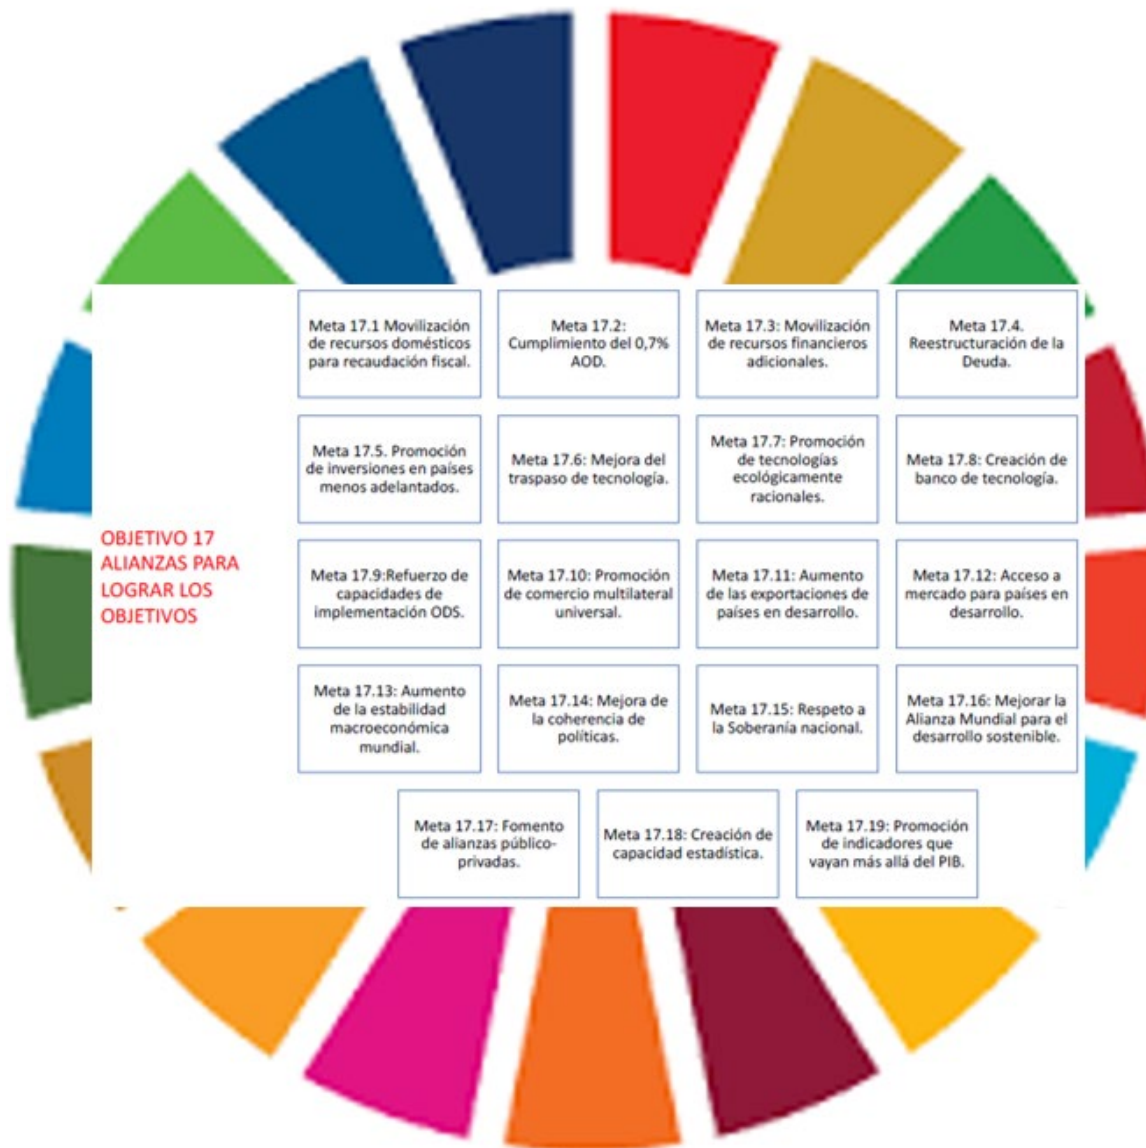 Meta 17.1 Movilización
de recursos domésticos
para recaudación fiscal.
Meta 17.2:
Cumplimiento del 0,7%
AOD.
Meta 17.3: Movilización
de recursos financieros
adicionales.
Meta 17.4.
Reestructuración de la
Deuda.
Meta 17.5. Promoción
de inversiones en países
menos adelantados.
Meta 17.6: Mejora del
traspaso de tecnología.
Meta 17.7: Promoción
de tecnologías
ecológicamente
racionales.
Meta 17.8: Creación de
banco de tecnología.
OBJETIVO 17
ALIANZAS PARA
LOGRAR LOS
OBJETIVOS
Meta 17.9:Refuerzo de
capacidades de
implementación ODS.
Meta 17.10: Promoción
de comercio multilateral
universal.
Meta 17.11: Aumento
de las exportaciones de
países en desarrollo.
Meta 17.12: Acceso a
mercado para países en
desarrollo.
Meta 17.13: Aumento
de la estabilidad
macroeconómica
mundial.
Meta 17.14: Mejora de
la coherencia de
políticas.
Meta 17.15: Respeto a
la Soberanía nacional.
Meta 17.16: Mejorar la
Alianza Mundial para el
desarrollo sostenible.
Meta 17.17: Fomento
de alianzas público-
privadas.
Meta 17.18: Creación de
capacidad estadística.
Meta 17.19: Promoción
de indicadores que
vayan más allá del PIB.